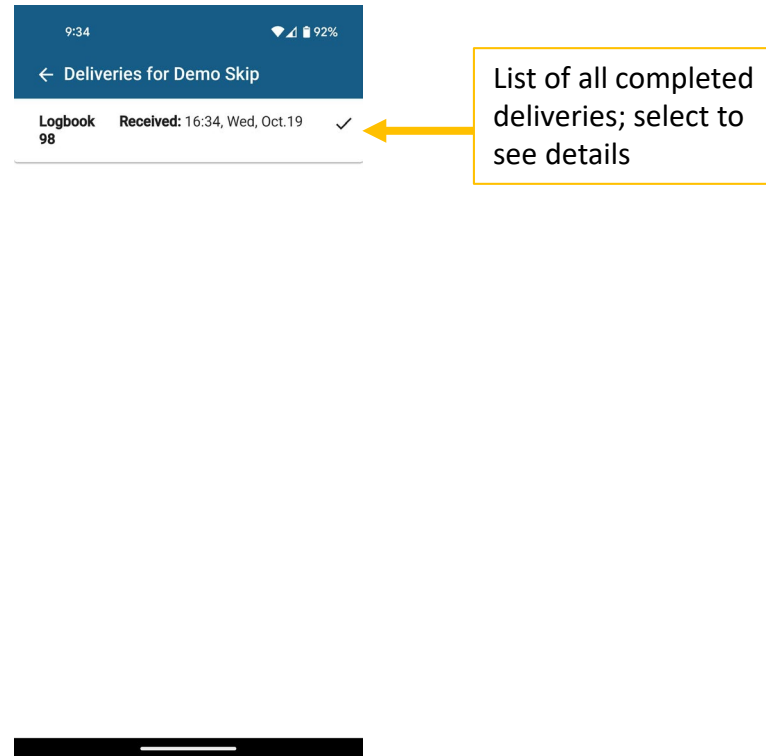 9:34 92%
← Deliveries for Demo Skip
Logbook Received: 16:34, Wed, Oct.19
98
List of all completed
deliveries; select to
see details